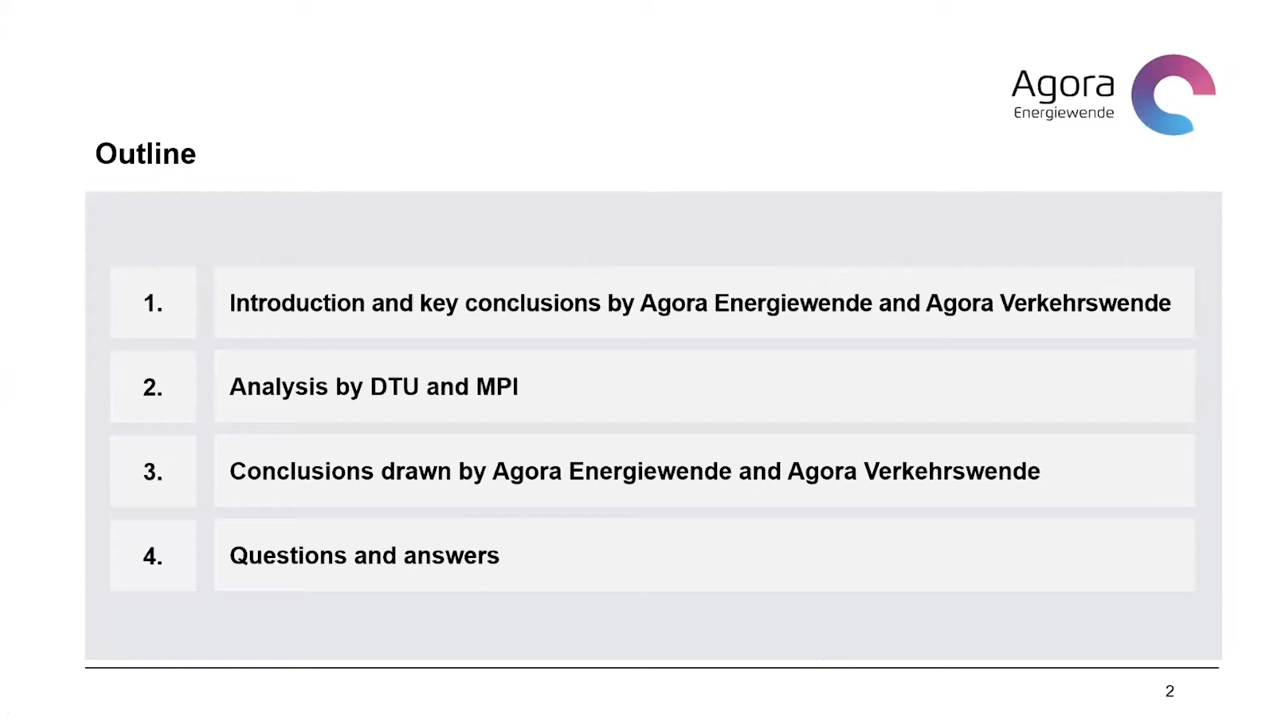 Agora
Energiewende
Outline
1. Introduction and key conclusions by Agora Energiewende and Agora Verkehrswende
2. Analysis by DTU and MPI
3. Conclusions drawn by Agora Energiewende and Agora Verkehrswende
4. Questions and answers
2